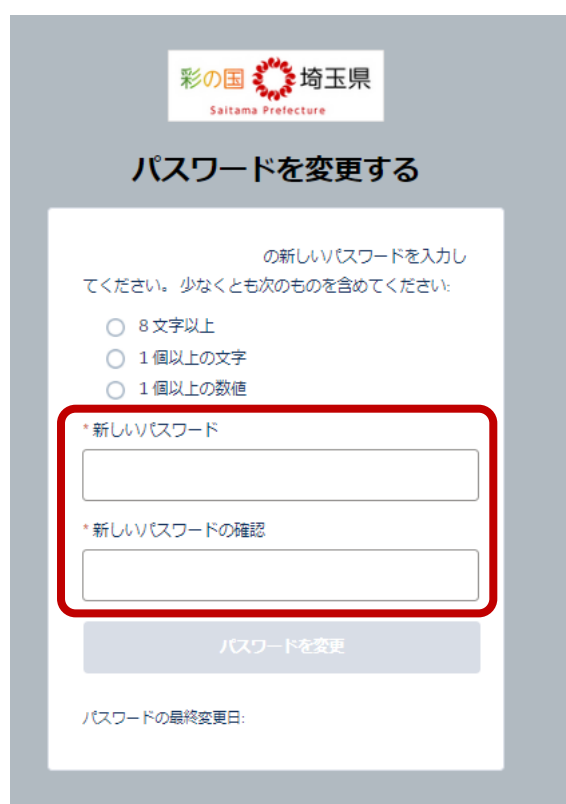 彩の国 埼玉県
Saitama Prefecture
パスワードを変更する
の新しいパスワードを入力し
てください。 少なくとも次のものを含めてください:
8 文字以上
1 個以上の文字
1 個以上の数値
*新しいパスワード
*新しいパスワードの確認
パスワードを変更
パスワードの最終変更日: